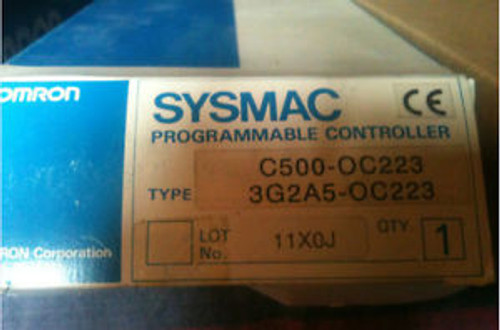 OMRON
SYSMAC
CE
PROGRAMMABLE CONTROLLER
C500-OC223
TYPE 3G2A5-OC223
LOT No. 11X0J
QTY. 1
RON Corporation